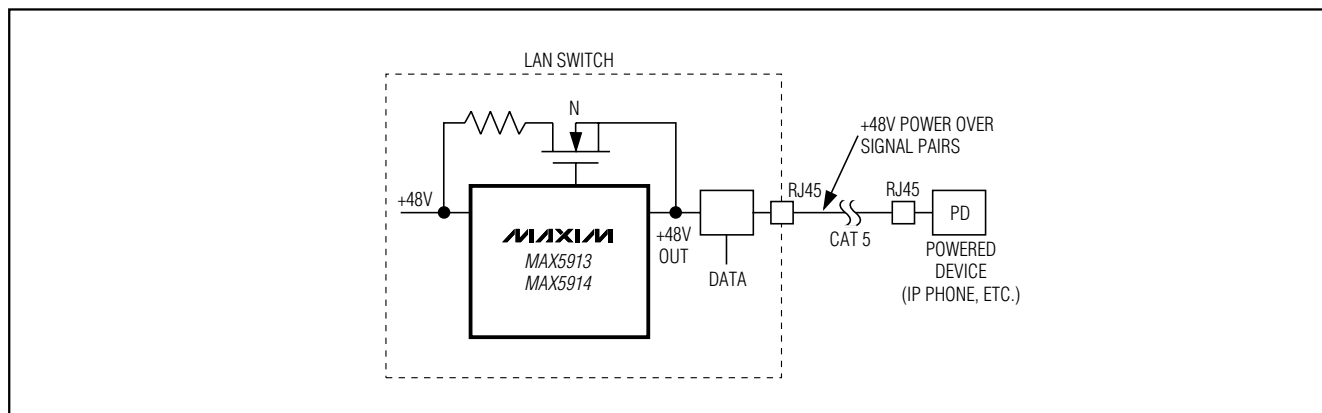 LAN SWITCH
N
+48V POWER OVER
SIGNAL PAIRS
+48V
MAXIM
MAX5913
MAX5914
+48V
OUT
DATA
RJ45
CAT 5
RJ45
PD
POWERED
DEVICE
(IP PHONE, ETC.)